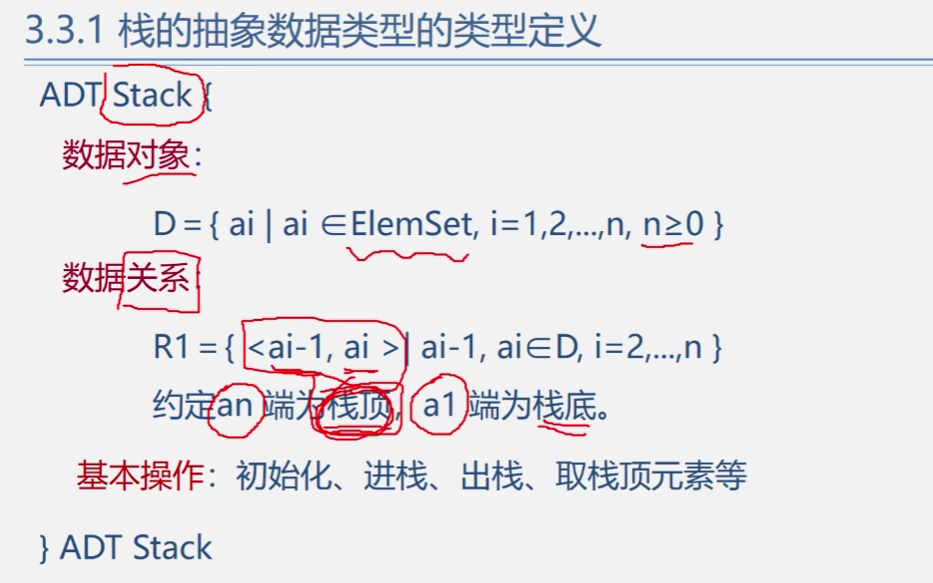 3.3.1 栈的抽象数据类型的类型定义
ADT Stack {
数据对象：
D = { ai | ai ∈ElemSet, i=1,2,...,n, n≥0 }
数据关系：
R1 = { <ai-1, ai >| ai-1, ai∈D, i=2,...,n }
约定an 端为栈顶，a1 端为栈底。
基本操作：初始化、进栈、出栈、取栈顶元素等
} ADT Stack